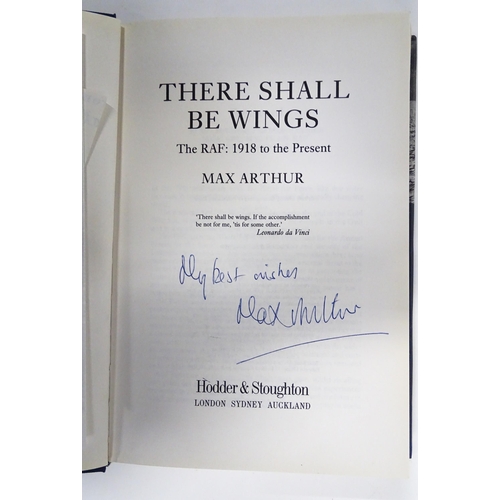 THERE SHALL
BE WINGS
The RAF: 1918 to the Present
MAX ARTHUR
'There shall be wings. If the accomplishment
be not for me, 'tis for some other.'
Leonardo da Vinci
My best wishes
Max Arthur
Hodder & Stoughton
LONDON SYDNEY AUCKLAND